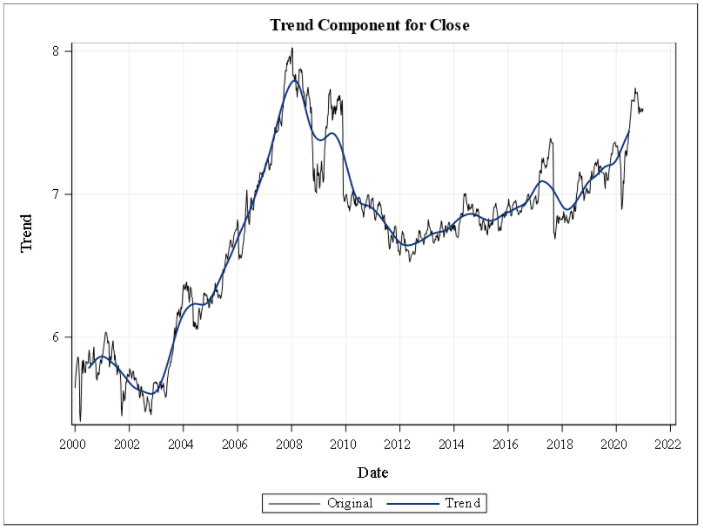 Trend Component for Close
8
7
6
Trend
2000 2002 2004 2006 2008 2010 2012 2014 2016 2018 2020 2022
Date
Original Trend